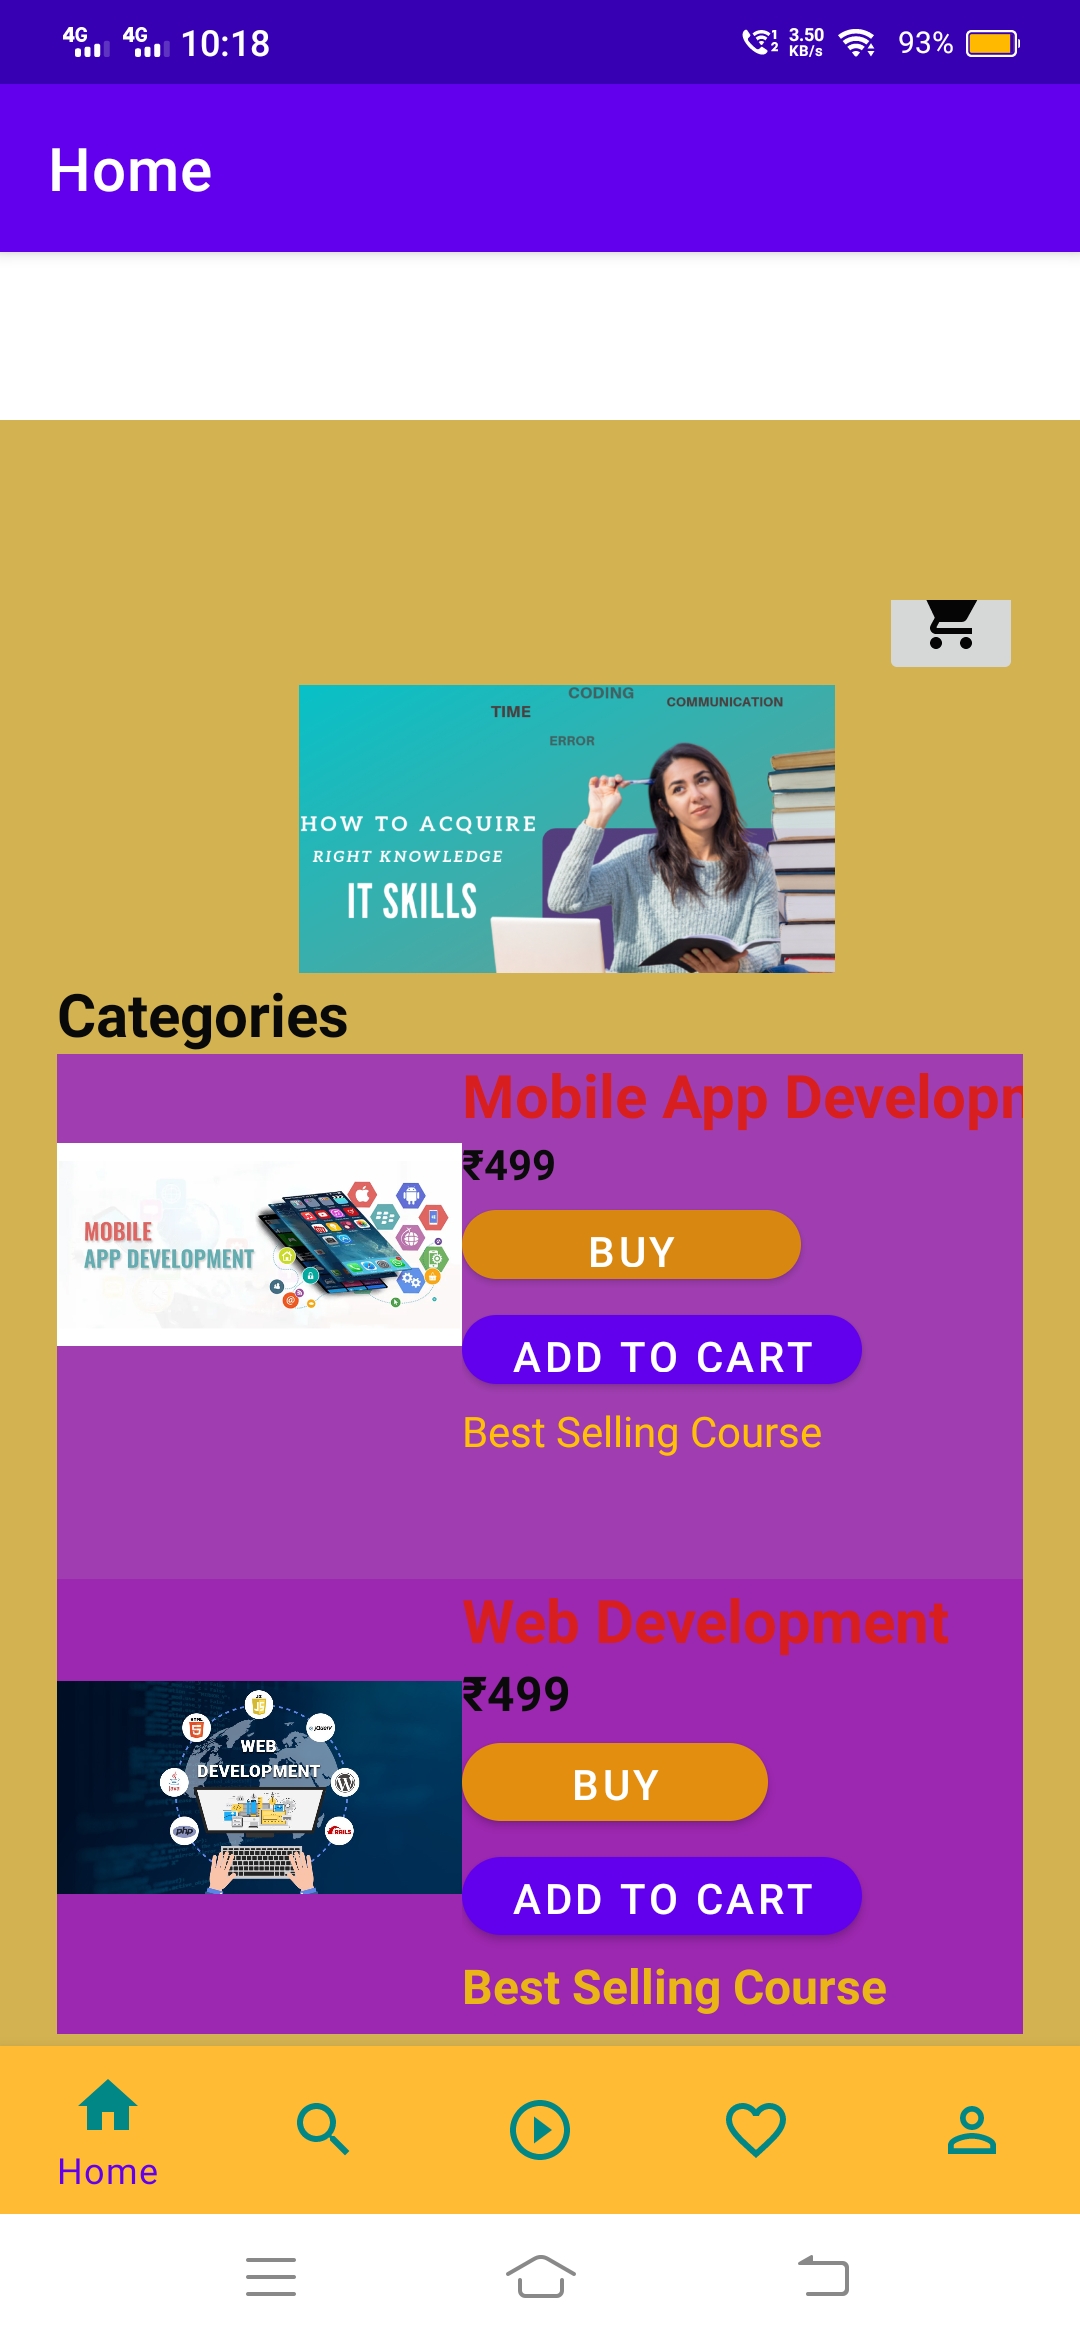 4G 4G 10:18 3.50 KB/s 93%
Home
CODING
COMMUNICATION
TIME
ERROR
HOW TO ACQUIRE
RIGHT KNOWLEDGE
IT SKILLS
Categories
Mobile App Developm
₹499
MOBILE
APP DEVELOPMENT
BUY
ADD TO CART
Best Selling Course
Web Development
₹499
WEB
DEVELOPMENT
php
BUY
ADD TO CART
Best Selling Course
Home